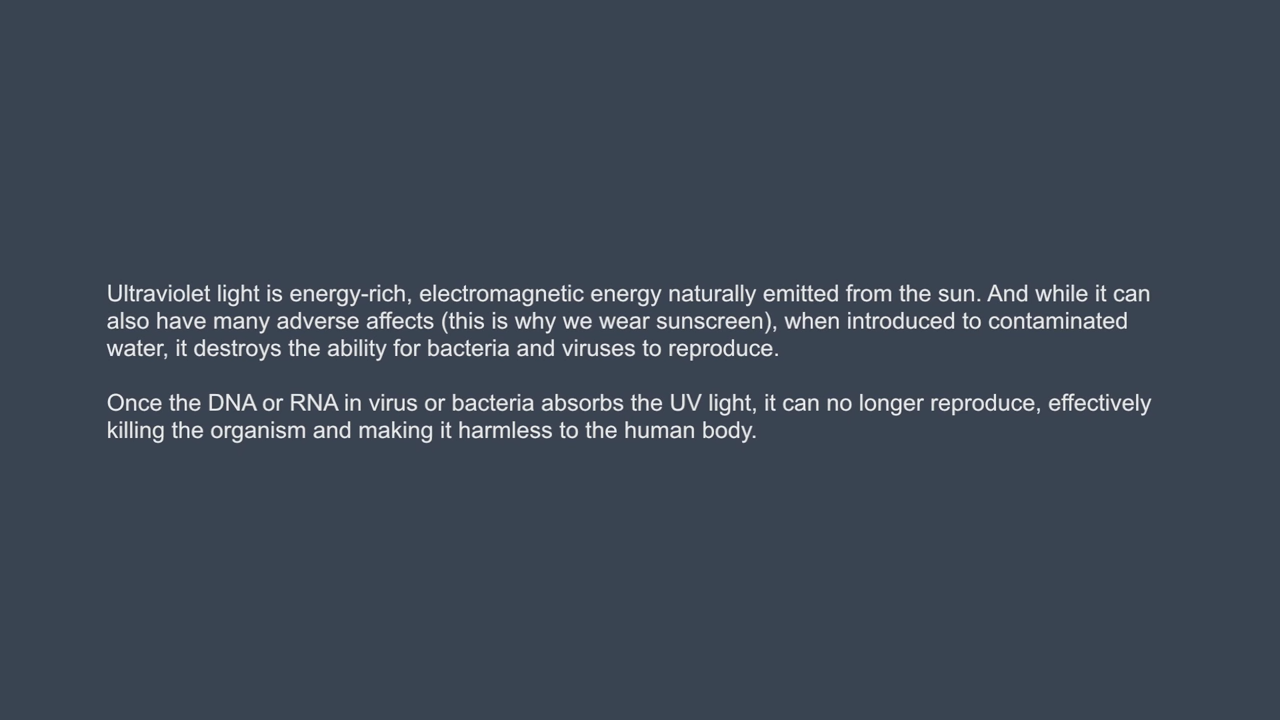 Ultraviolet light is energy-rich, electromagnetic energy naturally emitted from the sun. And while it can
also have many adverse affects (this is why we wear sunscreen), when introduced to contaminated
water, it destroys the ability for bacteria and viruses to reproduce.
Once the DNA or RNA in virus or bacteria absorbs the UV light, it can no longer reproduce, effectively
killing the organism and making it harmless to the human body.